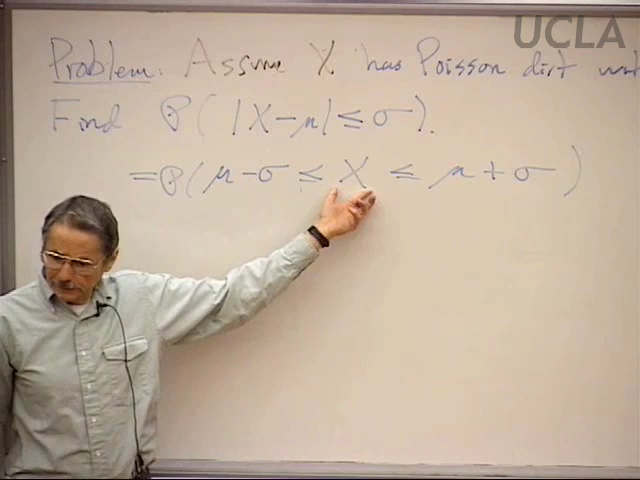 UCLA
Problem: Assume X has Poisson dist
Find P( |X-μ| ≤ σ ).
= P( μ - σ ≤ X ≤ μ + σ )